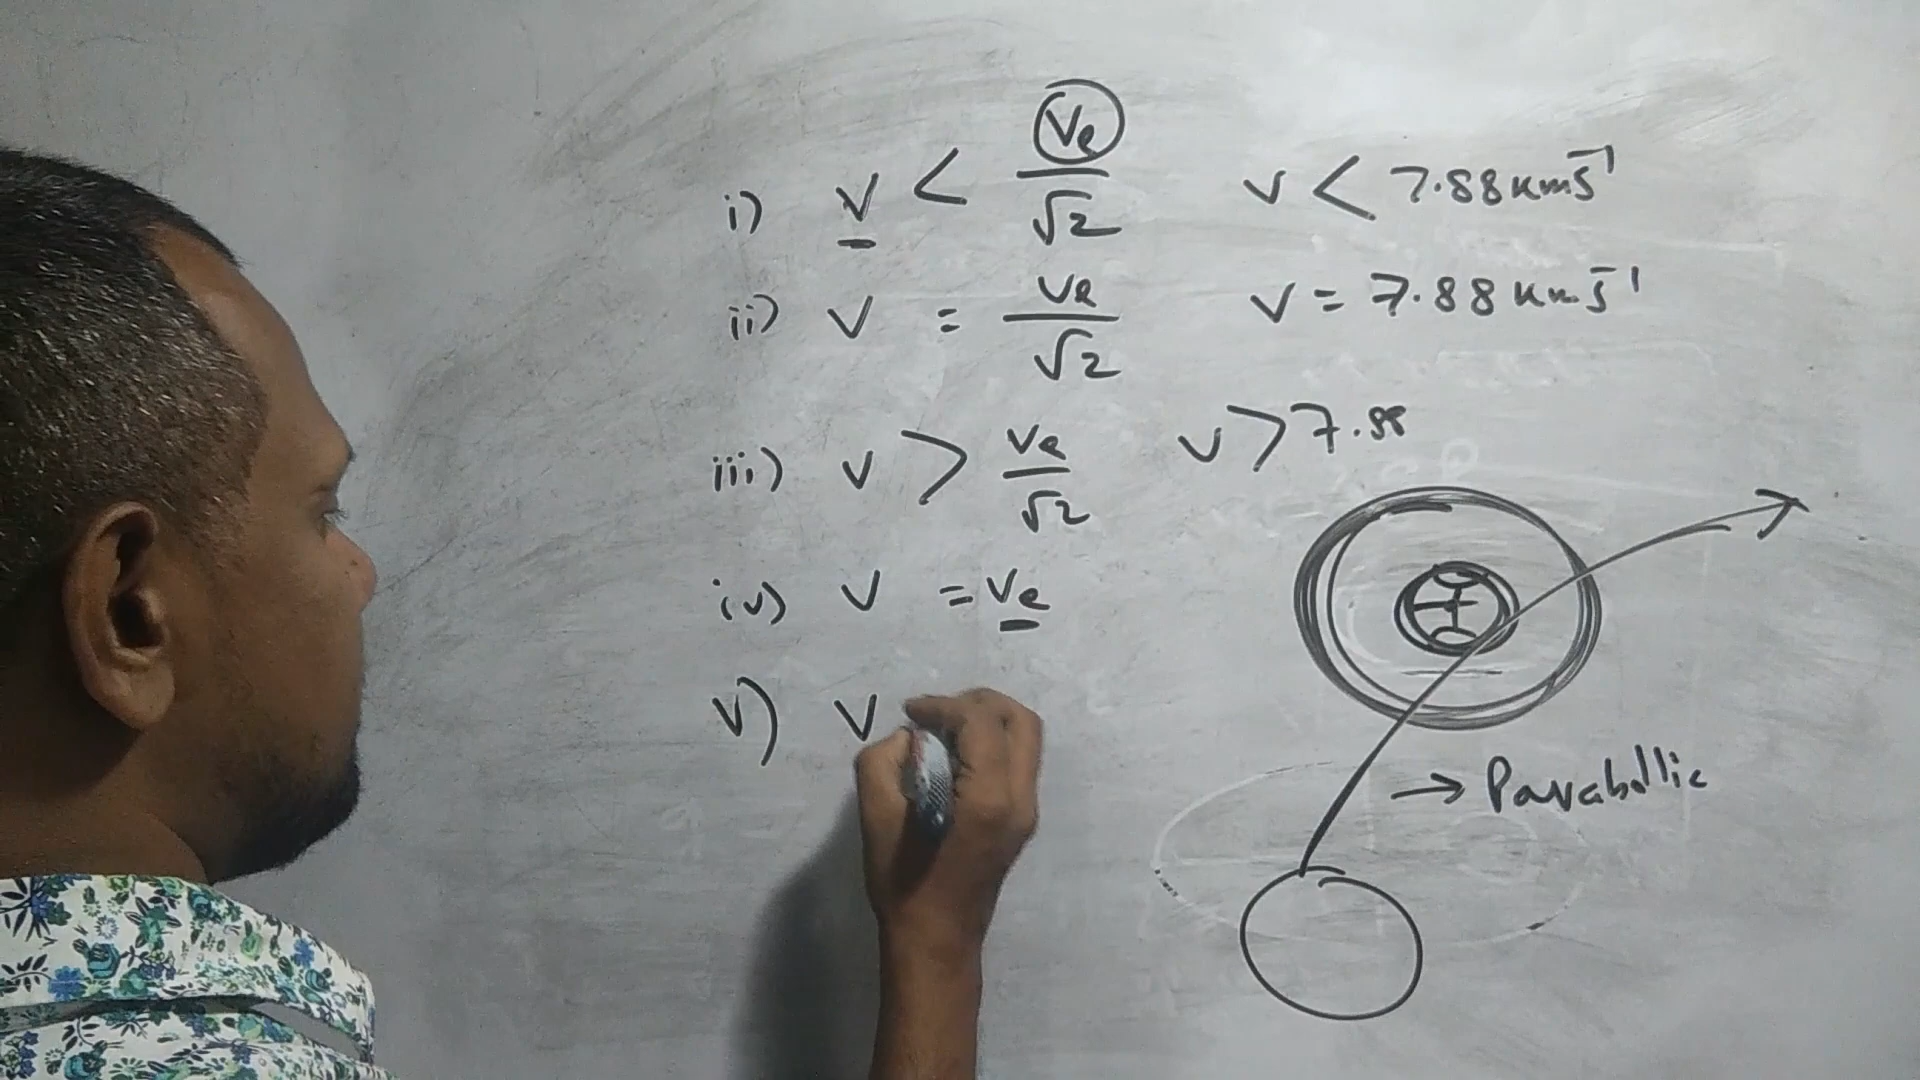 i) v < ve/√2 v < 7.88 kms⁻¹
ii) v = ve/√2 v = 7.88 kms⁻¹
iii) v > ve/√2 v > 7.88
iv) v = ve
v) v
→ Parabollic